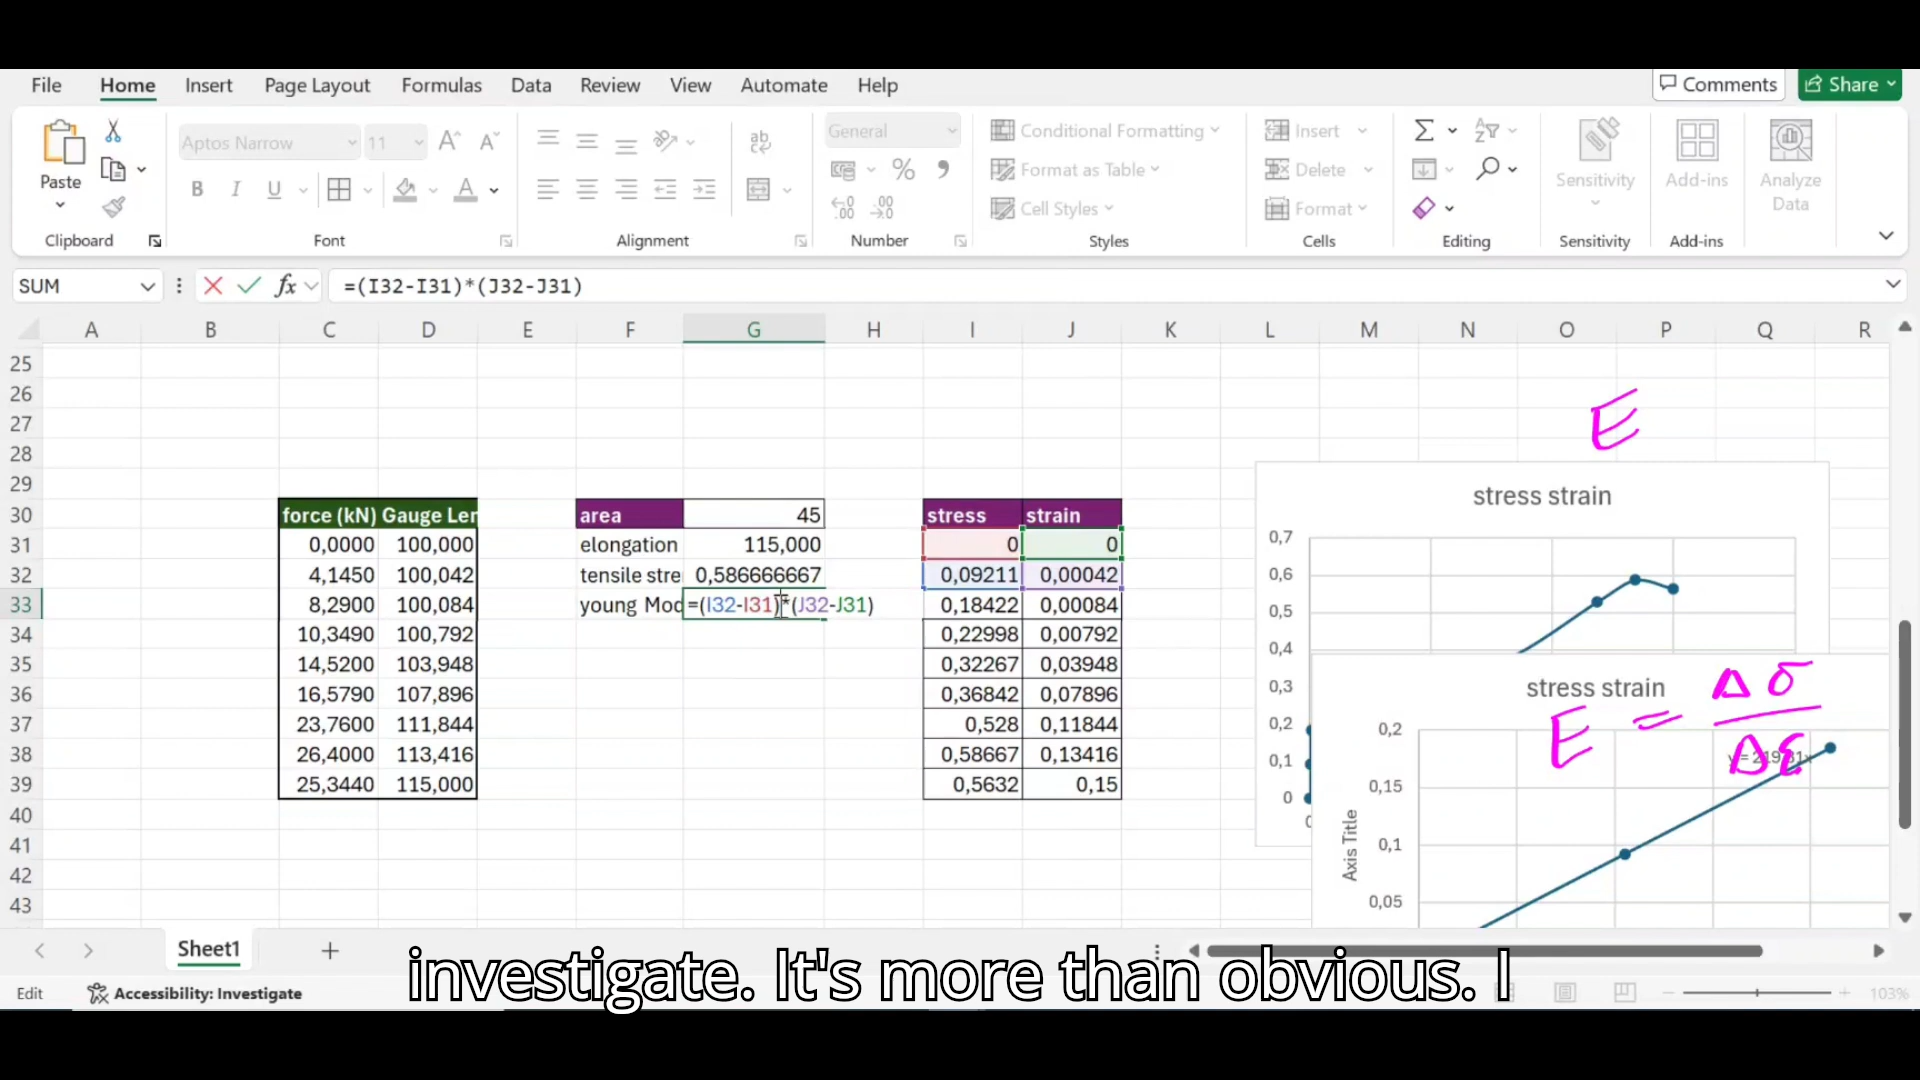 File Home Insert Page Layout Formulas Data Review View Automate Help Comments Share
Paste
Aptos Narrow 11
General
Conditional Formatting
Format as Table
Cell Styles
Insert
Delete
Format
Sensitivity
Add-ins
Analyze
Data
Clipboard Font Alignment Number Styles Cells Editing Sensitivity Add-ins
SUM fx =(I32-I31)*(J32-J31)
A B C D E F G H I J K L M N O P Q R
25
26
27
28
29
30 force (kN) Gauge Len area 45 stress strain
31 0,0000 100,000 elongation 115,000 0 0
32 4,1450 100,042 tensile stre 0,586666667 0,09211 0,00042
33 8,2900 100,084 young Mod =(I32-I31)*(J32-J31) 0,18422 0,00084
34 10,3490 100,792 0,22998 0,00792
35 14,5200 103,948 0,32267 0,03948
36 16,5790 107,896 0,36842 0,07896
37 23,7600 111,844 0,528 0,11844
38 26,4000 113,416 0,58667 0,13416
39 25,3440 115,000 0,5632 0,15
40
41
42
43
E
stress strain
0,7
0,6
0,5
0,4
0,3
0,2
0,1
0
stress strain
E = Δσ
Δε
0,2
0,15
0,1
0,05
Axis Title
Sheet1
investigate. It's more than obvious. I
Edit Accessibility: Investigate 103%